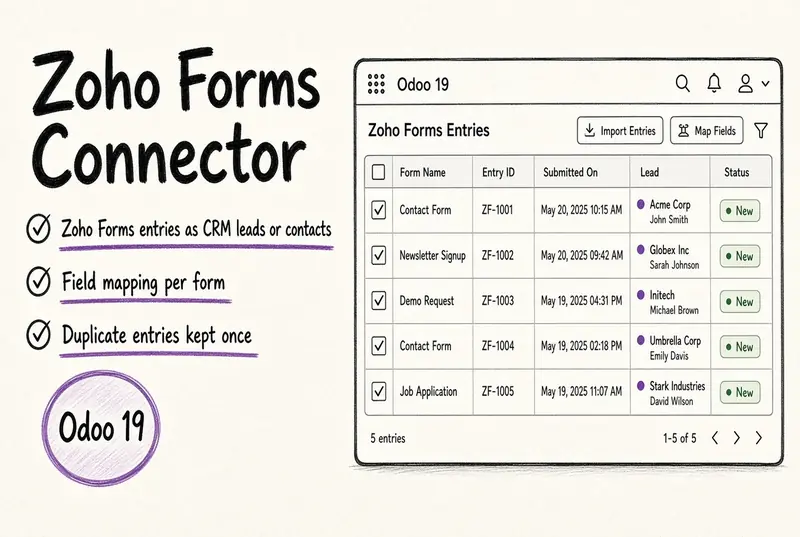 Zoho Forms
Connector
Zoho Forms entries as CRM leads or contacts
Field mapping per form
Duplicate entries kept once
Odoo 19
Odoo 19
Zoho Forms Entries
Import Entries
Map Fields
Form Name Entry ID Submitted On Lead Status
Contact Form ZF-1001 May 20, 2025 10:15 AM Acme Corp New
John Smith
Newsletter Signup ZF-1002 May 20, 2025 09:42 AM Globex Inc New
Sarah Johnson
Demo Request ZF-1003 May 19, 2025 04:31 PM Initech New
Michael Brown
Contact Form ZF-1004 May 19, 2025 02:18 PM Umbrella Corp New
Emily Davis
Job Application ZF-1005 May 19, 2025 11:07 AM Stark Industries New
David Wilson
5 entries
1-5 of 5